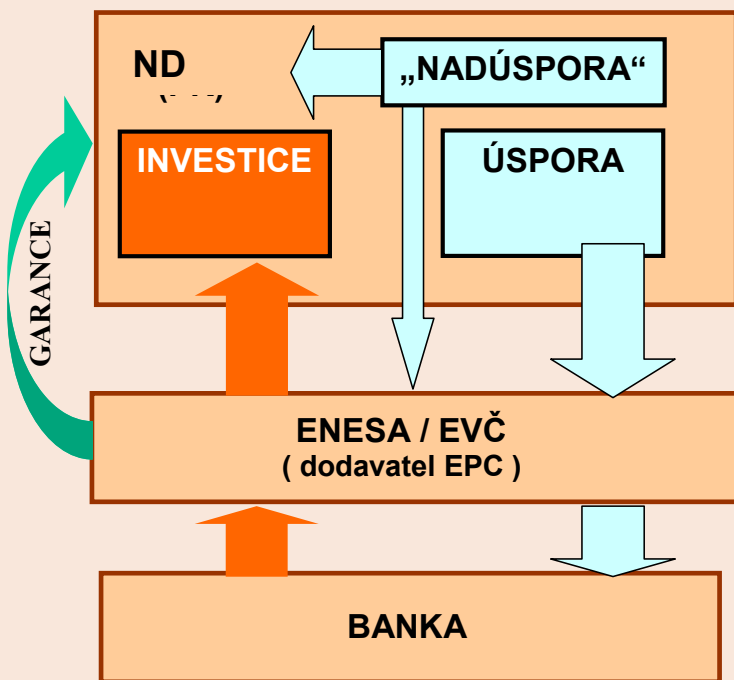 ND
„NADÚSPORA“
INVESTICE
ÚSPORA
GARANCE
ENESA / EVČ
( dodavatel EPC )
BANKA